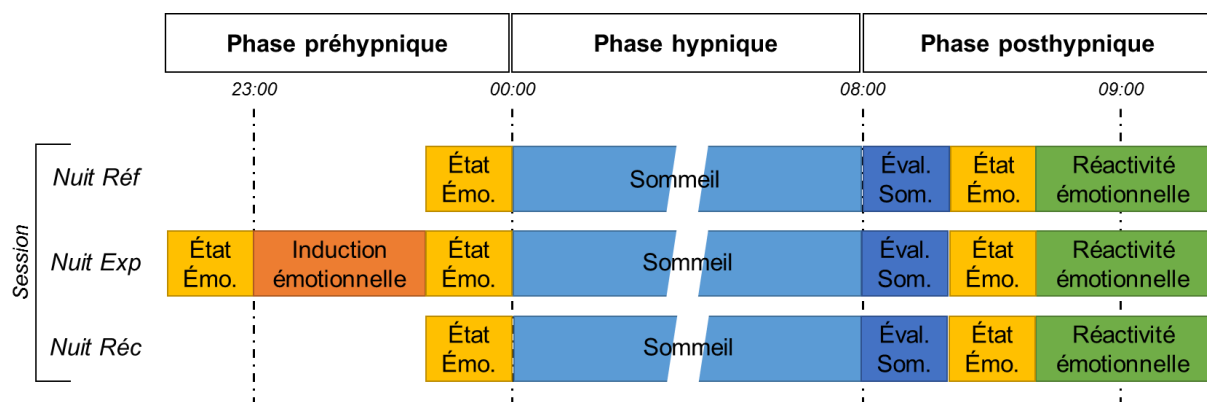 Phase préhypnique
Phase hypnique
Phase posthypnique
23:00
00:00
08:00
09:00
Session
Nuit Réf
État
Émo.
Sommeil
Éval.
Som.
État
Émo.
Réactivité
émotionnelle
Nuit Exp
État
Émo.
Induction
émotionnelle
État
Émo.
Sommeil
Éval.
Som.
État
Émo.
Réactivité
émotionnelle
Nuit Réc
État
Émo.
Sommeil
Éval.
Som.
État
Émo.
Réactivité
émotionnelle